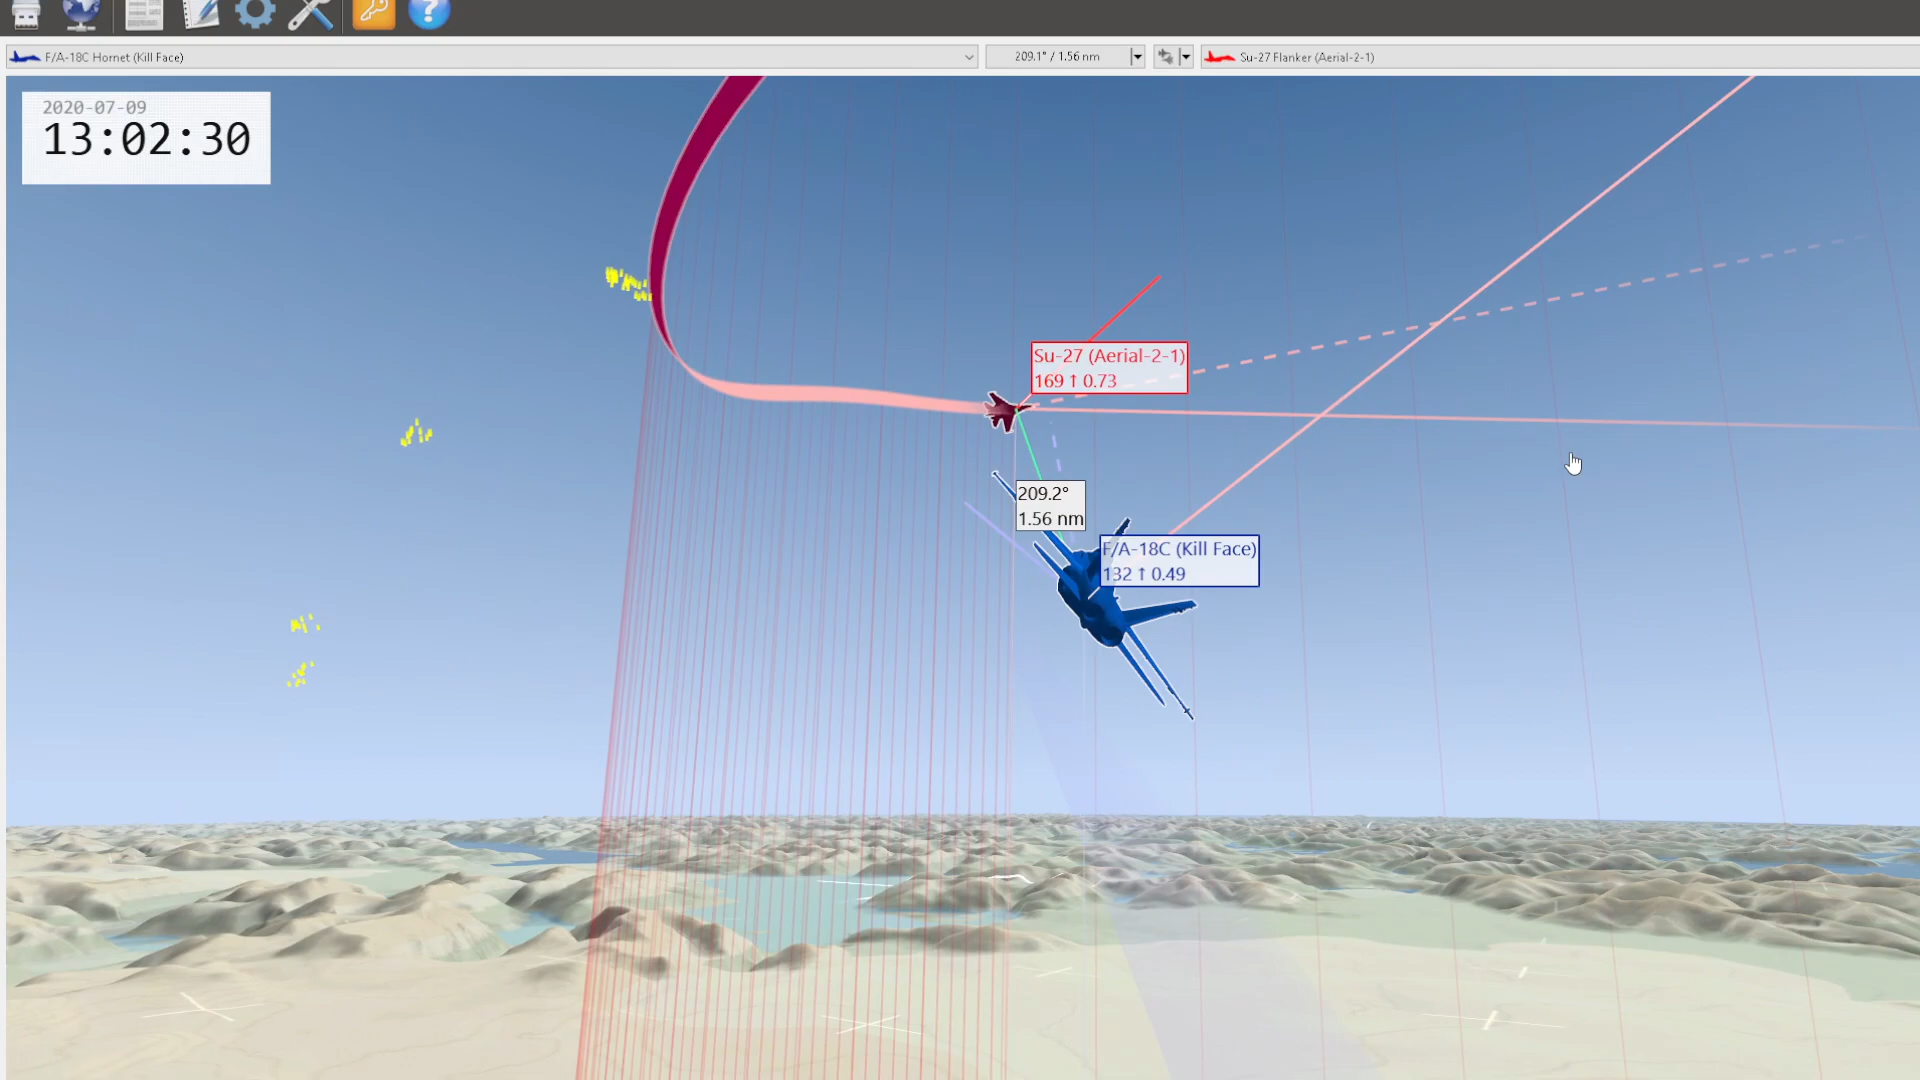 F/A-18C Hornet (Kill Face)
209.1° / 1.56 nm
Su-27 Flanker (Aerial-2-1)
2020-07-09
13:02:30
Su-27 (Aerial-2-1)
169 ↑ 0.73
209.2°
1.56 nm
F/A-18C (Kill Face)
132 ↑ 0.49